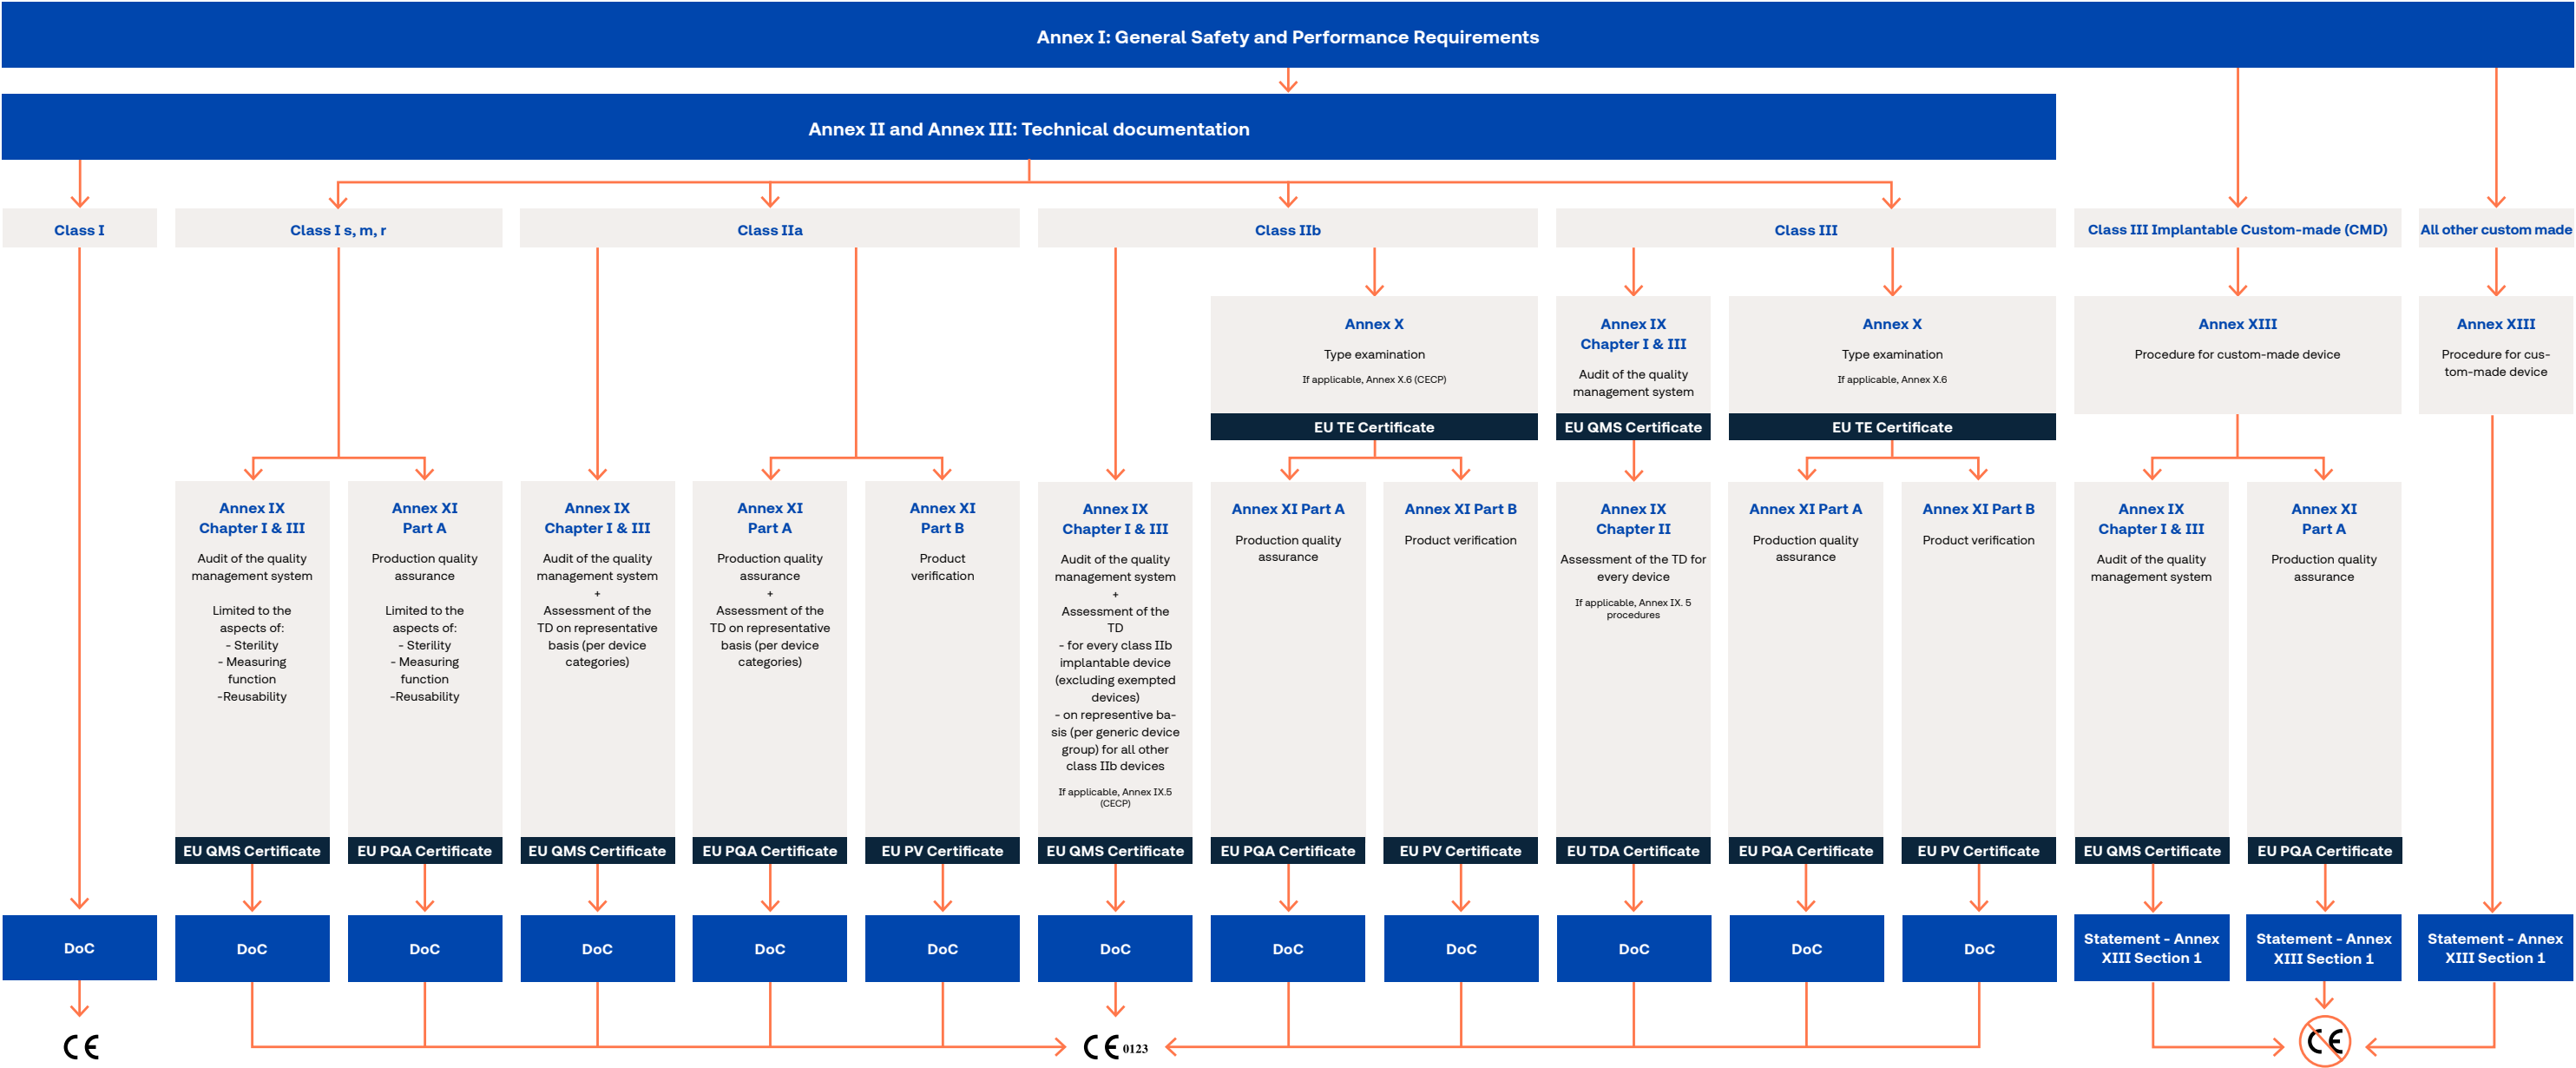 Annex I: General Safety and Performance Requirements
Annex II and Annex III: Technical documentation
Class I
Class I s, m, r
Class IIa
Class IIb
Class III
Class III Implantable Custom-made (CMD)
All other custom made
Annex X
Type examination
If applicable, Annex X.6 (CECP)
EU TE Certificate
Annex IX
Chapter I & III
Audit of the quality
management system
EU QMS Certificate
Annex X
Type examination
If applicable, Annex X.6
EU TE Certificate
Annex XIII
Procedure for custom-made device
Annex XIII
Procedure for cus-
tom-made device
Annex IX
Chapter I & III
Audit of the quality
management system
Limited to the
aspects of:
- Sterility
- Measuring
function
-Reusability
EU QMS Certificate
Annex XI
Part A
Production quality
assurance
Limited to the
aspects of:
- Sterility
- Measuring
function
-Reusability
EU PQA Certificate
Annex IX
Chapter I & III
Audit of the quality
management system
+
Assessment of the
TD on representative
basis (per device
categories)
EU QMS Certificate
Annex XI
Part A
Production quality
assurance
+
Assessment of the
TD on representative
basis (per device
categories)
EU PQA Certificate
Annex XI
Part B
Product
verification
EU PV Certificate
Annex IX
Chapter I & III
Audit of the quality
management system
+
Assessment of the
TD
- for every class IIb
implantable device
(excluding exempted
devices)
- on representive ba-
sis (per generic device
group) for all other
class IIb devices
If applicable, Annex IX.5
(CECP)
EU QMS Certificate
Annex XI Part A
Production quality
assurance
EU PQA Certificate
Annex XI Part B
Product verification
EU PV Certificate
Annex IX
Chapter II
Assessment of the TD for
every device
If applicable, Annex IX. 5
procedures
EU TDA Certificate
Annex XI Part A
Production quality
assurance
EU PQA Certificate
Annex XI Part B
Product verification
EU PV Certificate
Annex IX
Chapter I & III
Audit of the quality
management system
EU QMS Certificate
Annex XI
Part A
Production quality
assurance
EU PQA Certificate
DoC
DoC
DoC
DoC
DoC
DoC
DoC
DoC
DoC
DoC
DoC
DoC
Statement - Annex
XIII Section 1
Statement - Annex
XIII Section 1
Statement - Annex
XIII Section 1
CE
CE 0123
CE